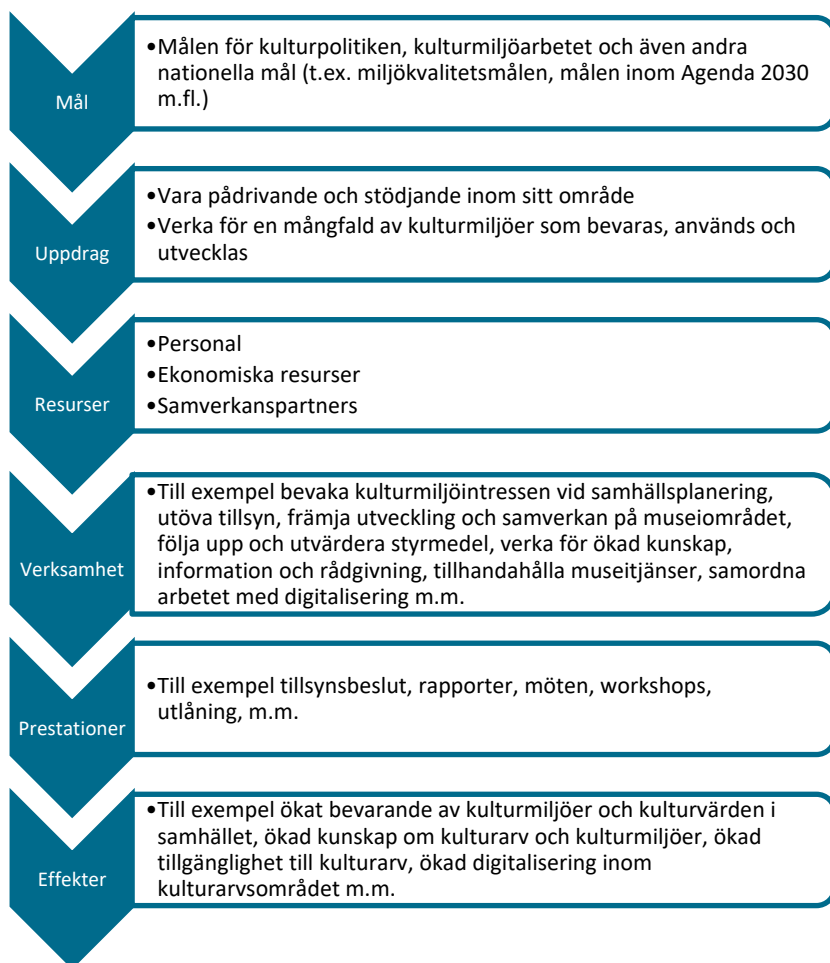 Mål
•Målen för kulturpolitiken, kulturmiljöarbetet och även andra
nationella mål (t.ex. miljökvalitetsmålen, målen inom Agenda 2030
m.fl.)
Uppdrag
•Vara pådrivande och stödjande inom sitt område
•Verka för en mångfald av kulturmiljöer som bevaras, används och
utvecklas
Resurser
•Personal
•Ekonomiska resurser
•Samverkanspartners
Verksamhet
•Till exempel bevaka kulturmiljöintressen vid samhällsplanering,
utöva tillsyn, främja utveckling och samverkan på museiområdet,
följa upp och utvärdera styrmedel, verka för ökad kunskap,
information och rådgivning, tillhandahålla museitjänser, samordna
arbetet med digitalisering m.m.
Prestationer
•Till exempel tillsynsbeslut, rapporter, möten, workshops,
utlåning, m.m.
Effekter
•Till exempel ökat bevarande av kulturmiljöer och kulturvärden i
samhället, ökad kunskap om kulturarv och kulturmiljöer, ökad
tillgänglighet till kulturarv, ökad digitalisering inom
kulturarvsområdet m.m.